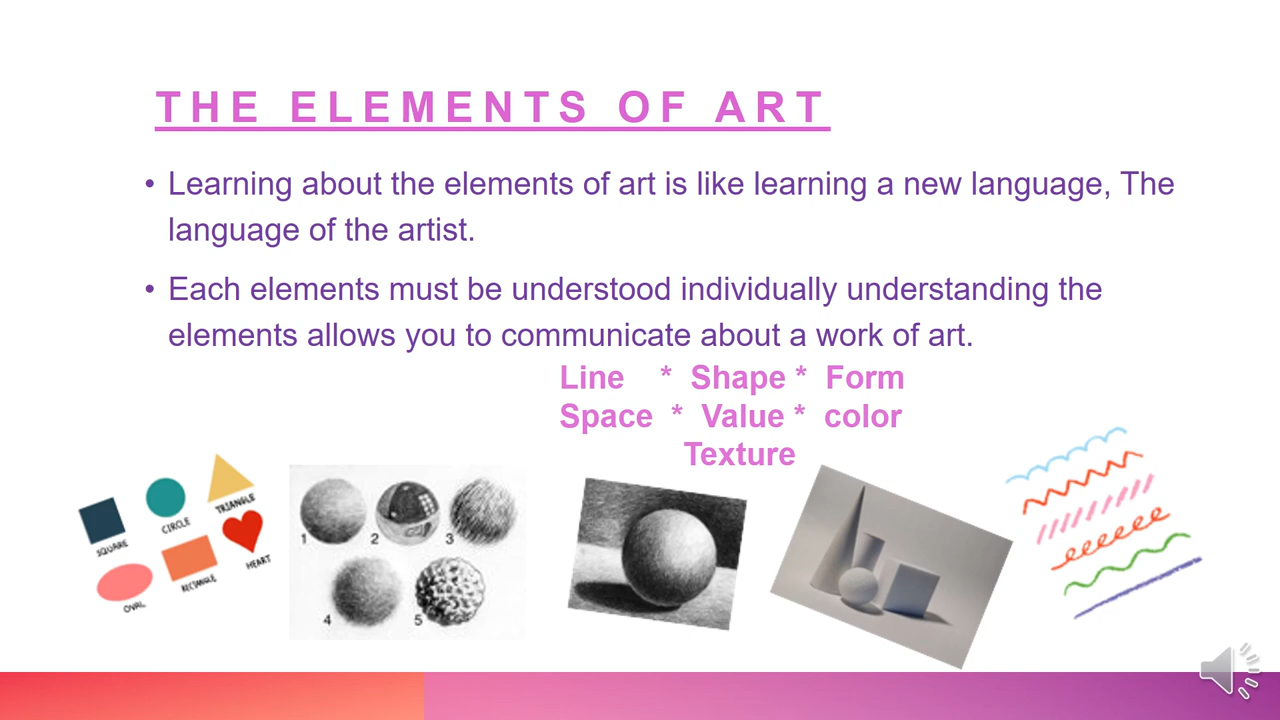 THE ELEMENTS OF ART
• Learning about the elements of art is like learning a new language, The
language of the artist.
• Each elements must be understood individually understanding the
elements allows you to communicate about a work of art.
Line * Shape * Form
Space * Value * color
Texture
SQUARE
CIRCLE
TRIANGLE
OVAL
RECTANGLE
HEART
1 2 3
4 5